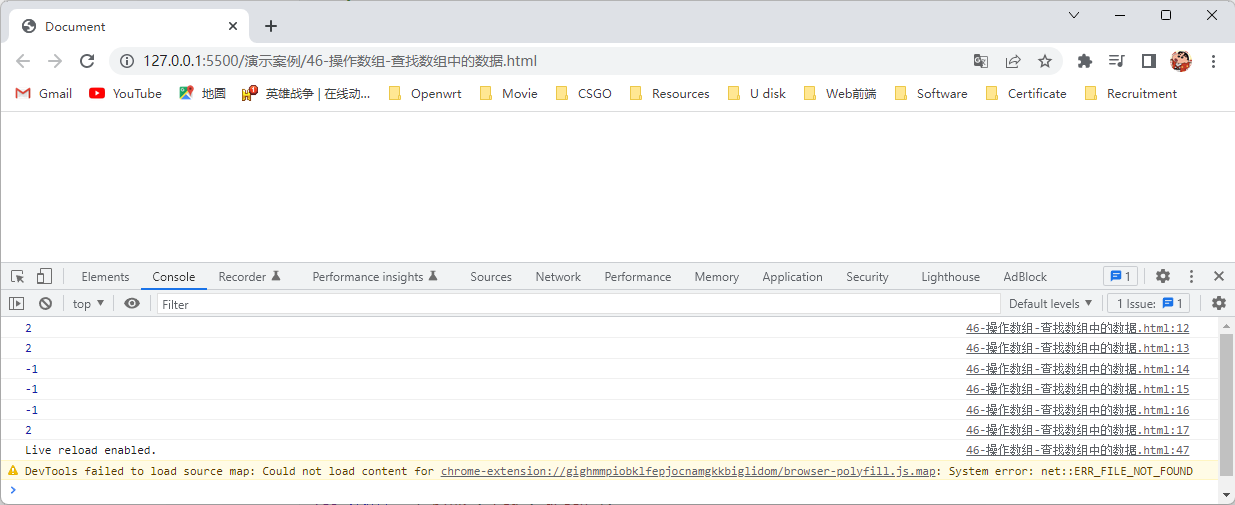 Document
127.0.0.1:5500/演示案例/46-操作数组-查找数组中的数据.html
Gmail YouTube 地图 英雄战争 | 在线动... Openwrt Movie CSGO Resources U disk Web前端 Software Certificate Recruitment
Elements Console Recorder Performance insights Sources Network Performance Memory Application Security Lighthouse AdBlock 1
top Filter Default levels 1 Issue: 1
2 46-操作数组-查找数组中的数据.html:12
2 46-操作数组-查找数组中的数据.html:13
-1 46-操作数组-查找数组中的数据.html:14
-1 46-操作数组-查找数组中的数据.html:15
-1 46-操作数组-查找数组中的数据.html:16
2 46-操作数组-查找数组中的数据.html:17
Live reload enabled. 46-操作数组-查找数组中的数据.html:47
DevTools failed to load source map: Could not load content for chrome-extension://gighmmpiobklfepjocnamgkkbiglidom/browser-polyfill.js.map: System error: net::ERR_FILE_NOT_FOUND